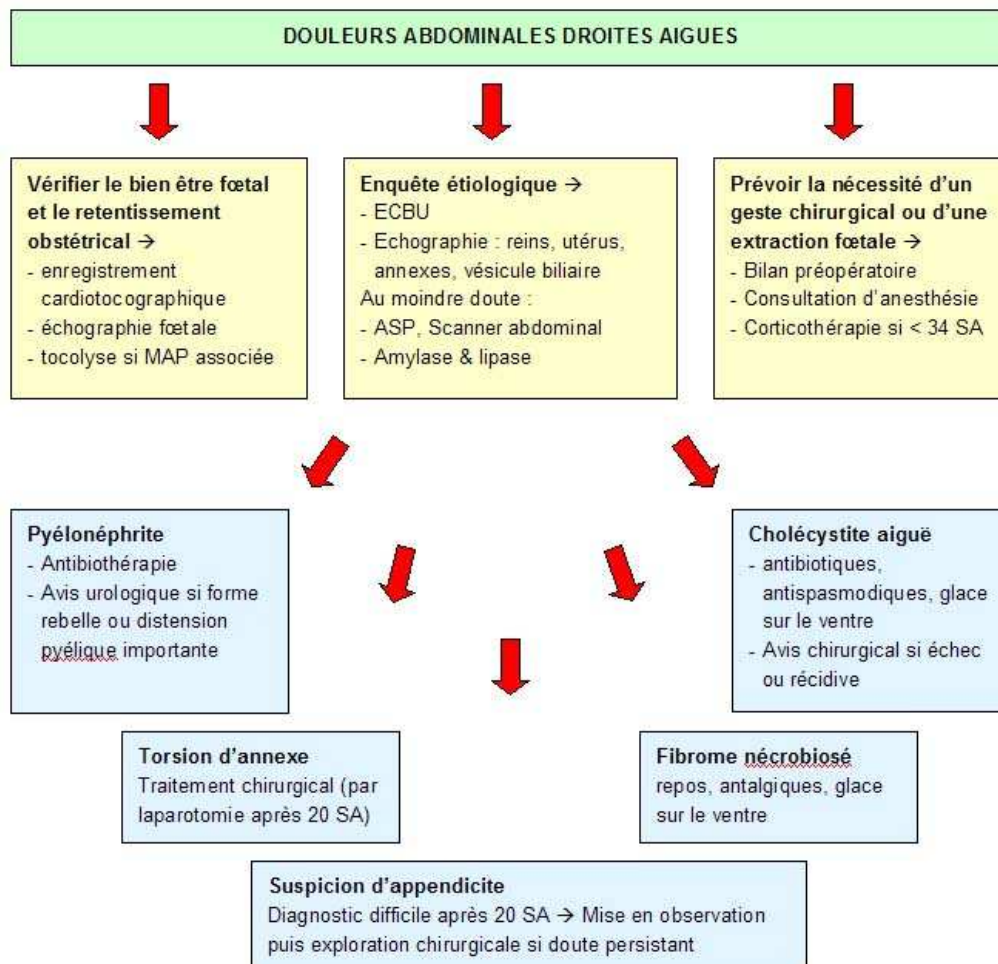 DOULEURS ABDOMINALES DROITES AIGUES
Vérifier le bien être fœtal
et le retentissement
obstétrical →
- enregistrement
cardiotocographique
- échographie fœtale
- tocolyse si MAP associée
Enquête étiologique →
- ECBU
- Echographie : reins, utérus,
annexes, vésicule biliaire
Au moindre doute :
- ASP, Scanner abdominal
- Amylase & lipase
Prévoir la nécessité d'un
geste chirurgical ou d'une
extraction fœtale →
- Bilan préopératoire
- Consultation d'anesthésie
- Corticothérapie si < 34 SA
Pyélonéphrite
- Antibiothérapie
- Avis urologique si forme
rebelle ou distension
pyélique importante
Cholécystite aiguë
- antibiotiques,
antispasmodiques, glace
sur le ventre
- Avis chirurgical si échec
ou récidive
Torsion d'annexe
Traitement chirurgical (par
laparotomie après 20 SA)
Fibrome nécrobiosé
repos, antalgiques, glace
sur le ventre
Suspicion d'appendicite
Diagnostic difficile après 20 SA → Mise en observation
puis exploration chirurgicale si doute persistant